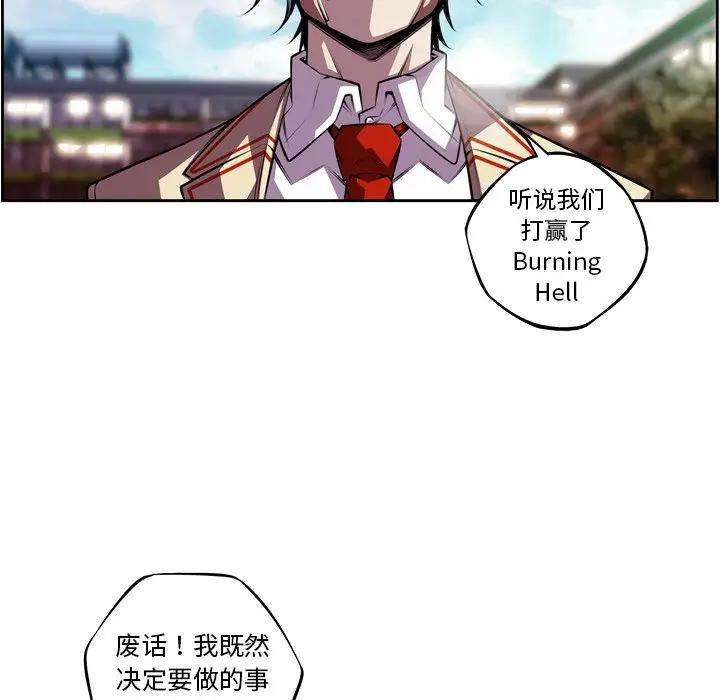 听说我们
打赢了
Burning
Hell
废话！我既然
决定要做的事